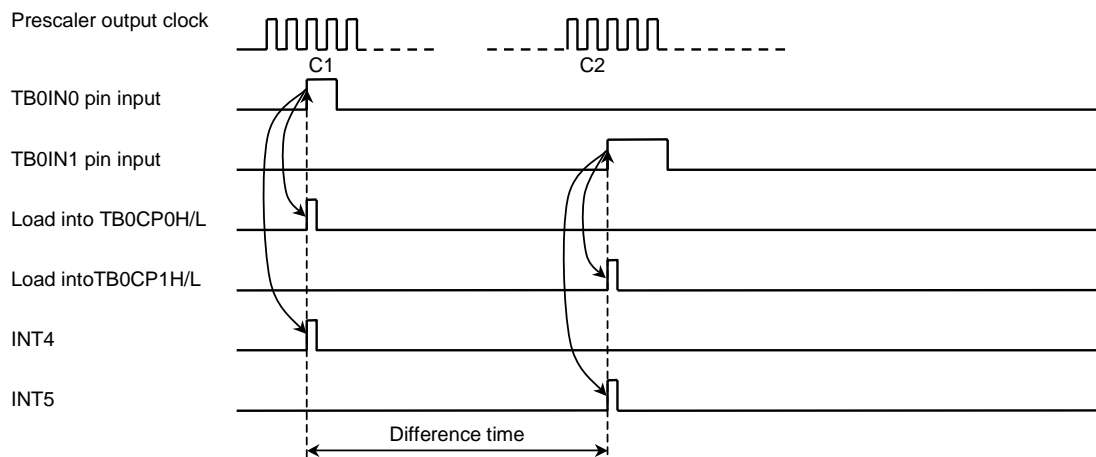 Prescaler output clock
C1
C2
TB0IN0 pin input
TB0IN1 pin input
Load into TB0CP0H/L
Load intoTB0CP1H/L
INT4
INT5
Difference time